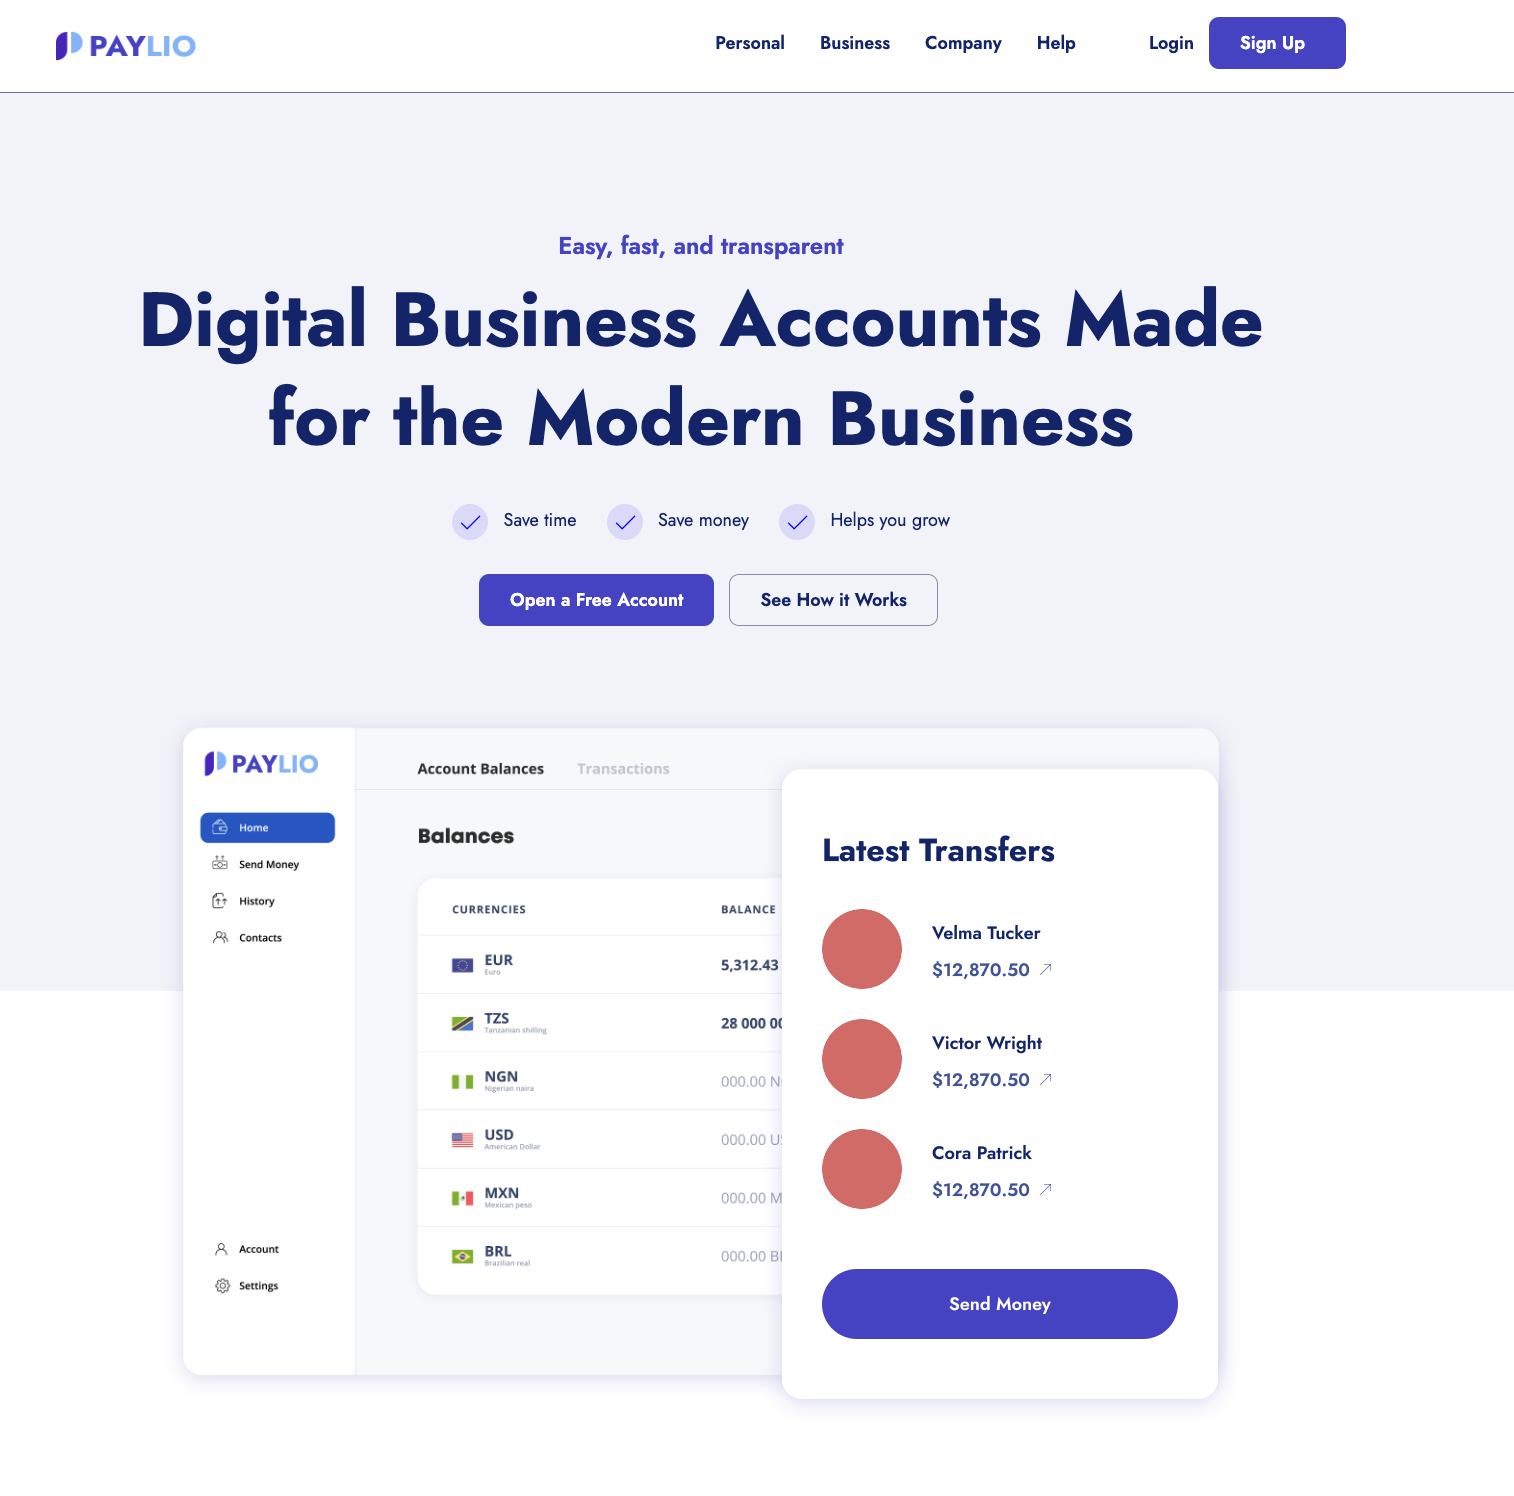 PAYLIO
Personal Business Company Help Login Sign Up
Easy, fast, and transparent
Digital Business Accounts Made
for the Modern Business
Save time Save money Helps you grow
Open a Free Account See How it Works
PAYLIO
Home
Send Money
History
Contacts
Account
Settings
Account Balances Transactions
Balances
CURRENCIES BALANCE
EUR
Euro
5,312.43
TZS
Tanzanian shilling
28 000 00
NGN
Nigerian naira
000.00 N
USD
American Dollar
000.00 U
MXN
Mexican peso
000.00 M
BRL
Brazilian real
000.00 B
Latest Transfers
Velma Tucker
$12,870.50
Victor Wright
$12,870.50
Cora Patrick
$12,870.50
Send Money